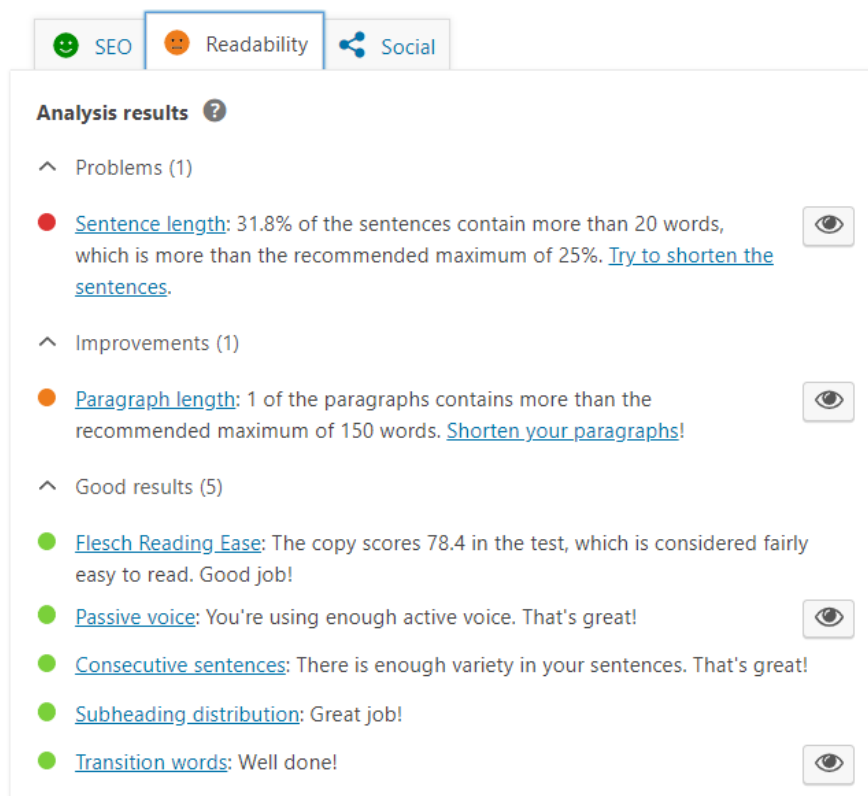 SEO Readability Social
Analysis results ?
Problems (1)
Sentence length: 31.8% of the sentences contain more than 20 words,
which is more than the recommended maximum of 25%. Try to shorten the
sentences.
Improvements (1)
Paragraph length: 1 of the paragraphs contains more than the
recommended maximum of 150 words. Shorten your paragraphs!
Good results (5)
Flesch Reading Ease: The copy scores 78.4 in the test, which is considered fairly
easy to read. Good job!
Passive voice: You're using enough active voice. That's great!
Consecutive sentences: There is enough variety in your sentences. That's great!
Subheading distribution: Great job!
Transition words: Well done!